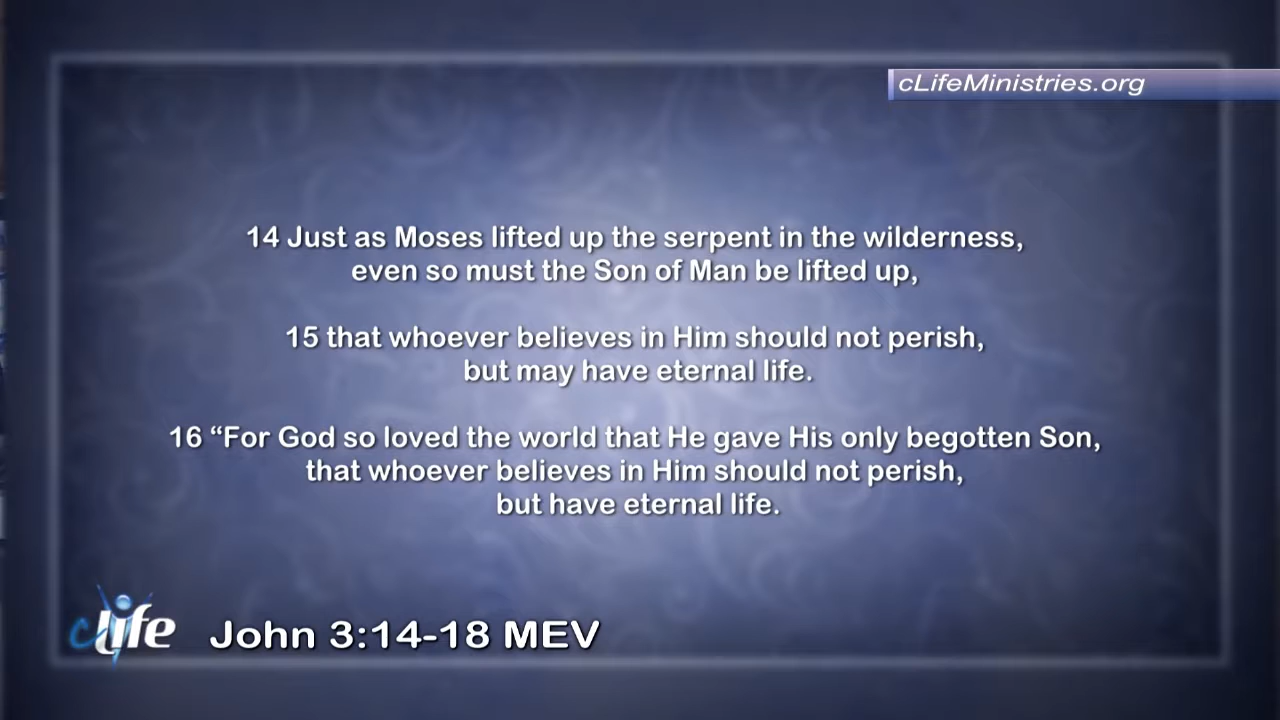 cLifeMinistries.org
14 Just as Moses lifted up the serpent in the wilderness,
even so must the Son of Man be lifted up,
15 that whoever believes in Him should not perish,
but may have eternal life.
16 “For God so loved the world that He gave His only begotten Son,
that whoever believes in Him should not perish,
but have eternal life.
cLife
John 3:14-18 MEV